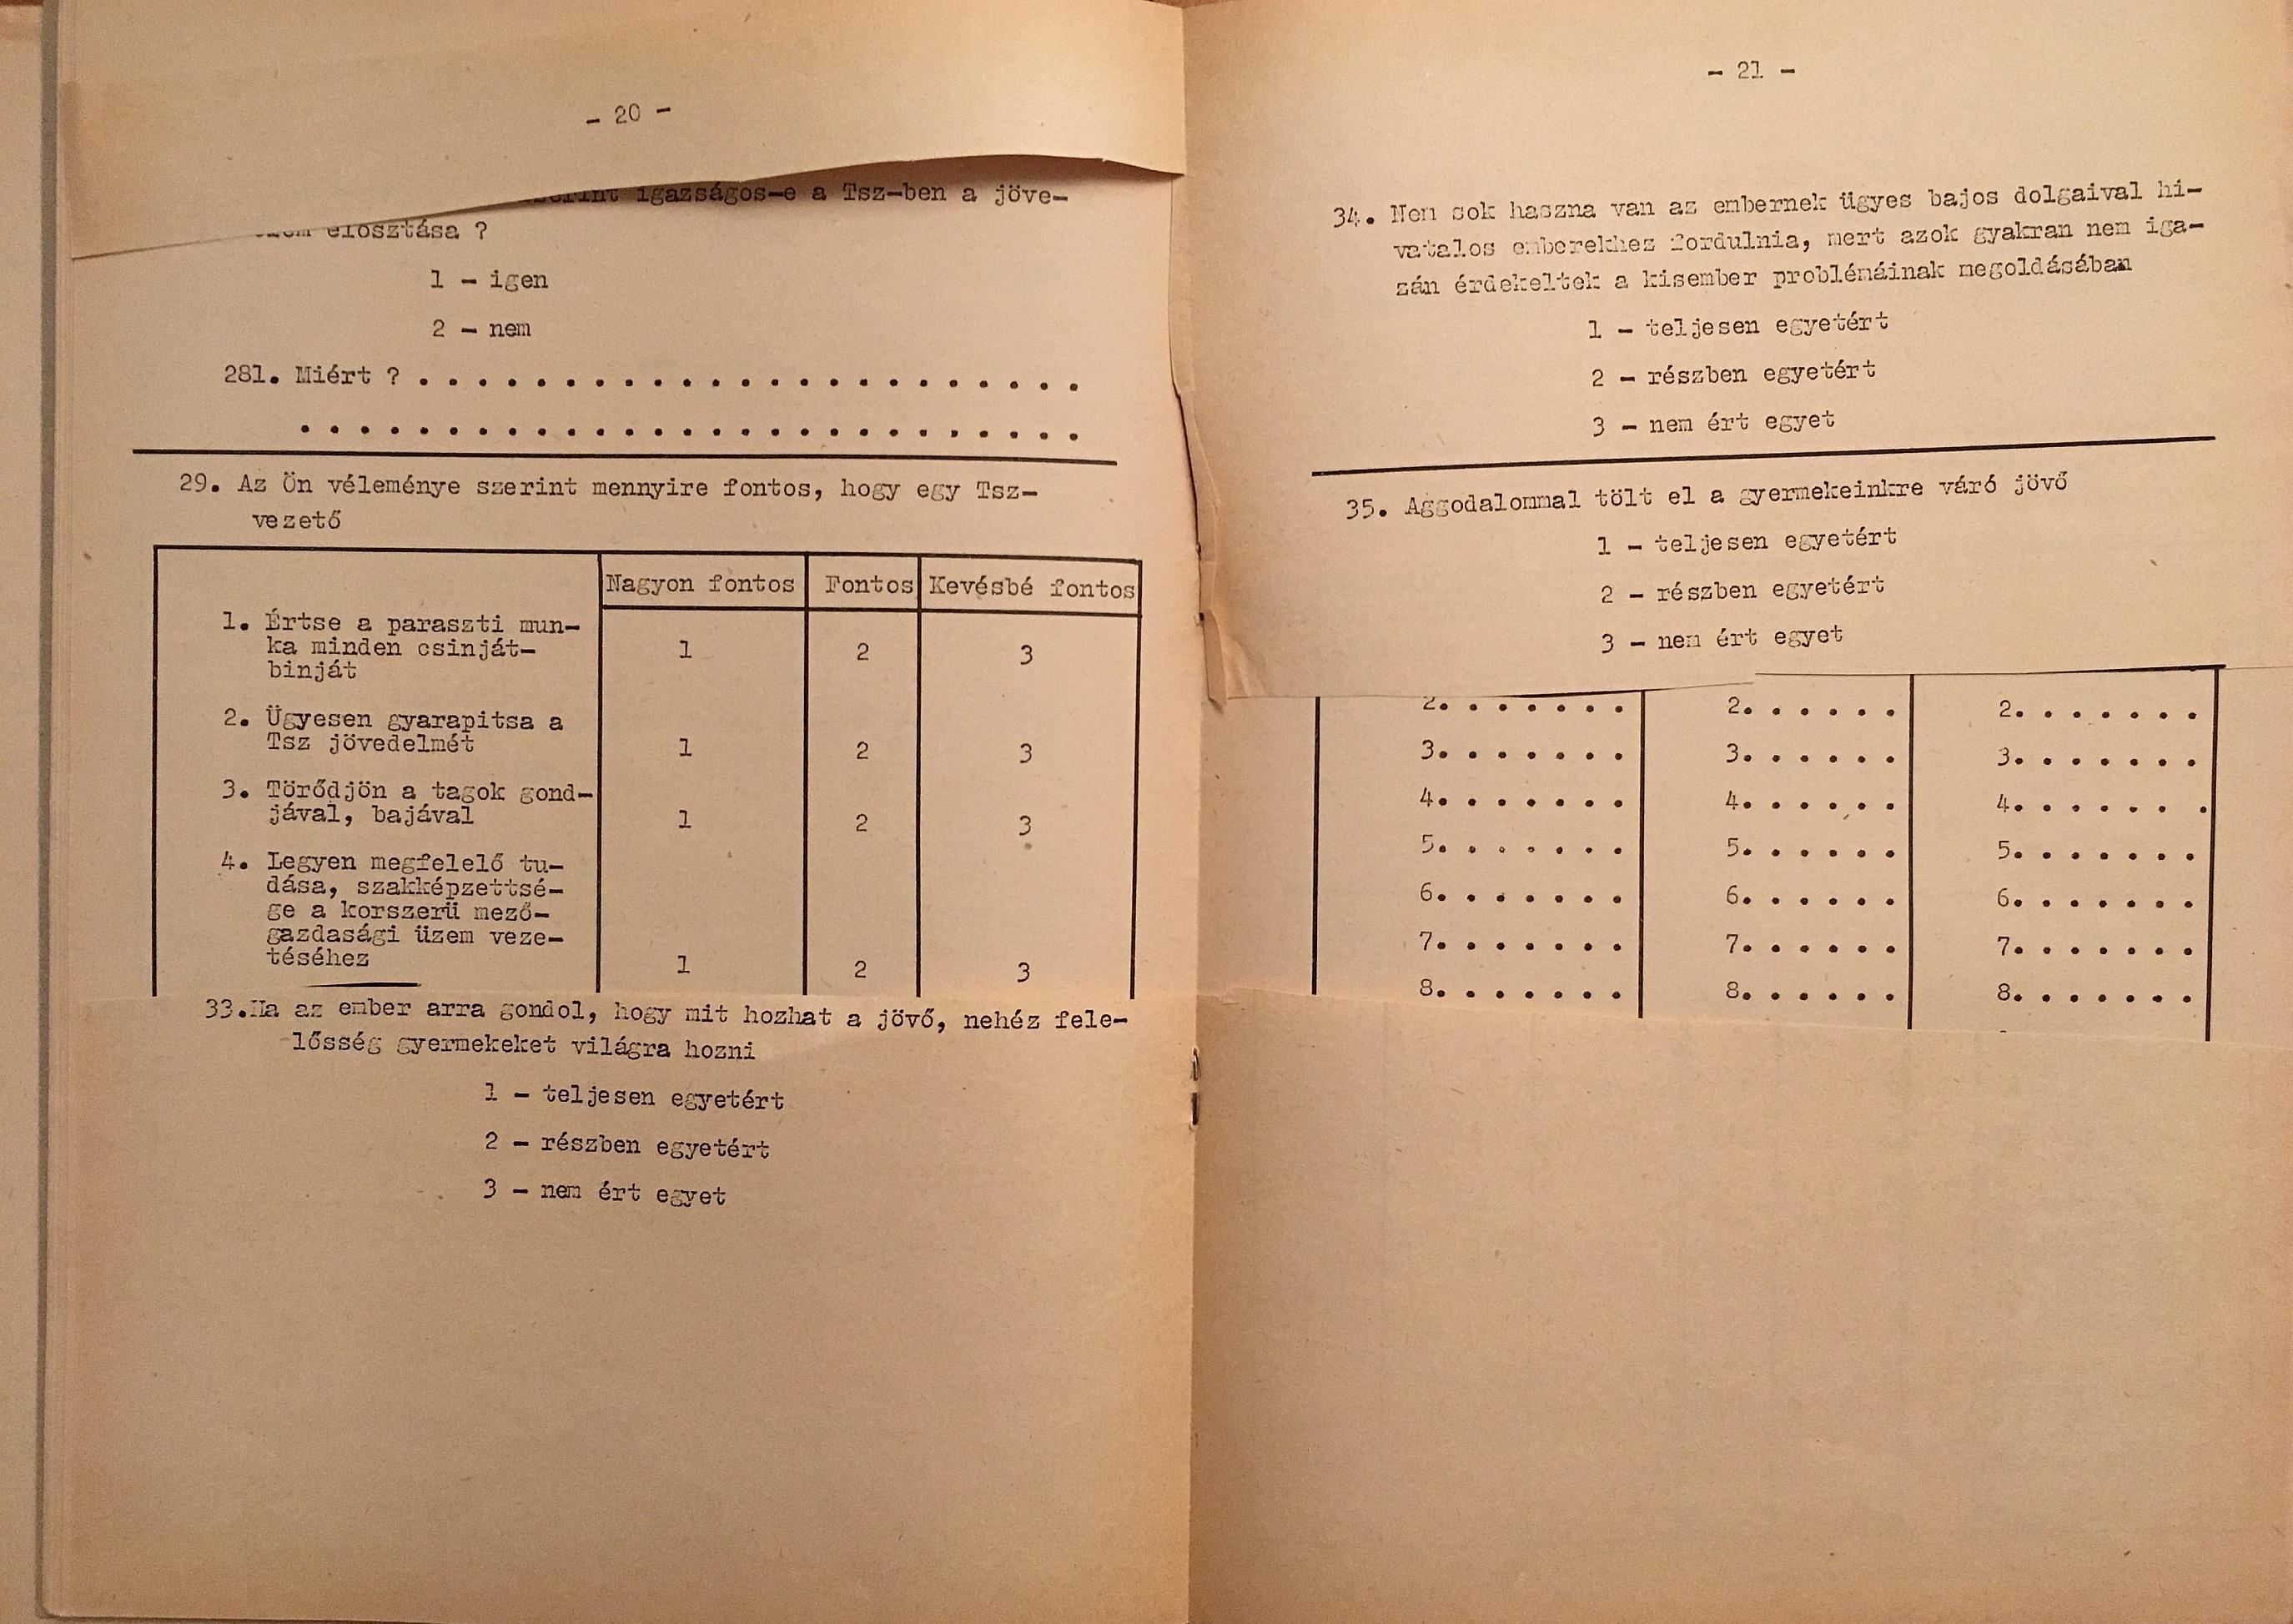 - 20 -
igazságos-e a Tsz-ben a jöve-
elosztása ?
1 - igen
2 - nem
281. Miért ? . . . . . . . . . . . . . . . . . . . . . . .
. . . . . . . . . . . . . . . . . . . . . . . . . . .
29. Az Ön véleménye szerint mennyire fontos, hogy egy Tsz-
vezető
Nagyon fontos Fontos Kevésbé fontos
1. Értse a paraszti mun-
ka minden csinját-
binját 1 2 3
2. Ügyesen gyarapitsa a
Tsz jövedelmét 1 2 3
3. Törődjön a tagok gond-
jával, bajával 1 2 3
4. Legyen megfelelő tu-
dása, szakképzettsé-
ge a korszerü mező-
gazdasági üzem veze-
téséhez 1 2 3
33.Ha az ember arra gondol, hogy mit hozhat a jövő, nehéz fele-
lősség gyermekeket világra hozni
1 - teljesen egyetért
2 - részben egyetért
3 - nem ért egyet
- 21 -
34. Nem sok haszna van az embernek ügyes bajos dolgaival hi-
vatalos emberekhez fordulnia, mert azok gyakran nem iga-
zán érdekeltek a kisember problémáinak megoldásában
1 - teljesen egyetért
2 - részben egyetért
3 - nem ért egyet
35. Aggodalommal tölt el a gyermekeinkre váró jövő
1 - teljesen egyetért
2 - részben egyetért
3 - nem ért egyet
2. . . . . . . 2. . . . . . 2. . . . . . .
3. . . . . . . 3. . . . . . 3. . . . . . .
4. . . . . . . 4. . . . . . 4. . . . . . .
5. . . . . . . 5. . . . . . 5. . . . . . .
6. . . . . . . 6. . . . . . 6. . . . . . .
7. . . . . . . 7. . . . . . 7. . . . . . .
8. . . . . . . 8. . . . . . 8. . . . . . .